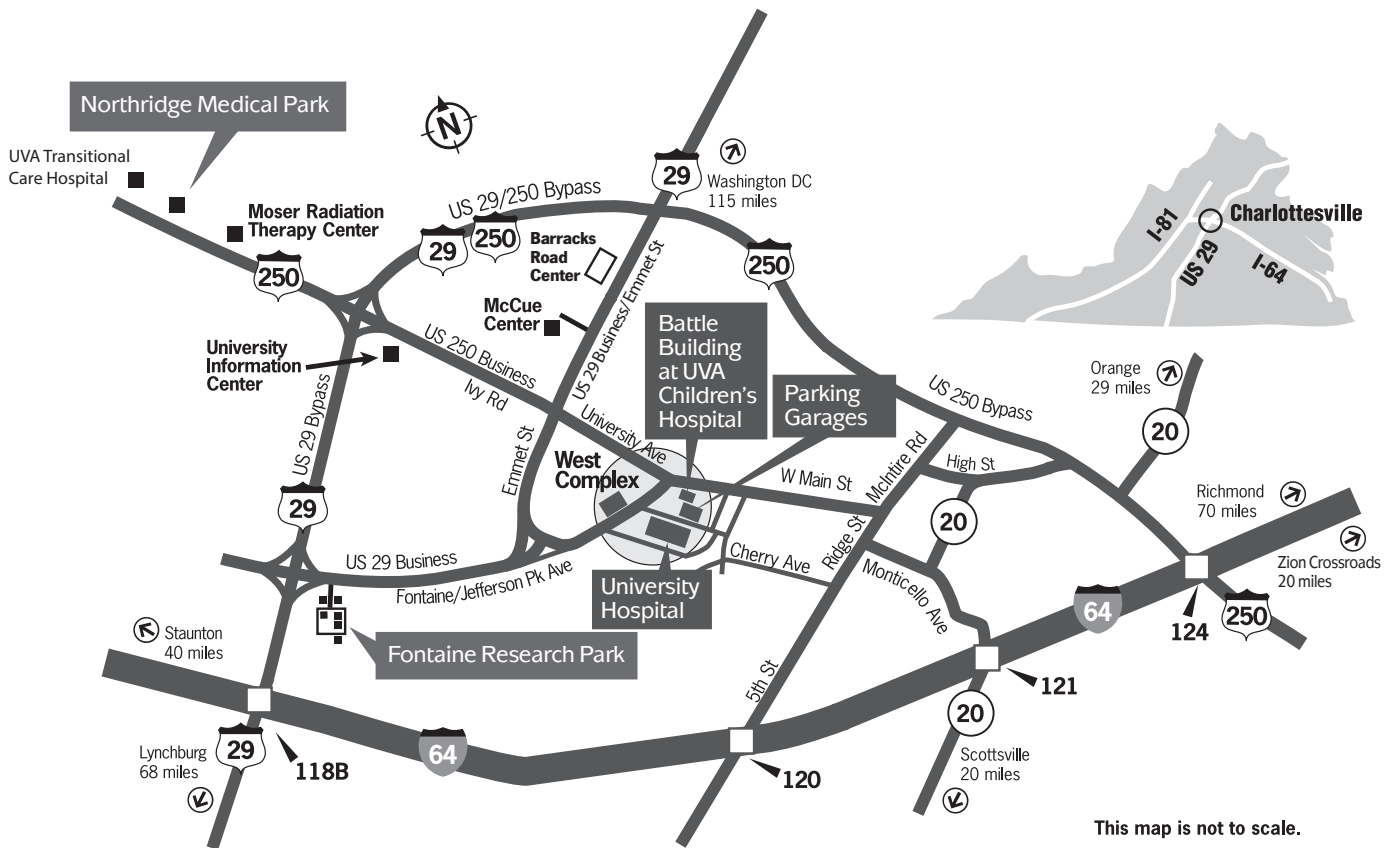 Northridge Medical Park
UVA Transitional
Care Hospital
Moser Radiation
Therapy Center
250
N
US 29/250 Bypass
29
250
29
Washington DC
115 miles
Barracks
Road
Center
McCue
Center
US 29 Business/Emmet St
250
I-81
US 29
I-64
Charlottesville
University
Information
Center
US 250 Business
Ivy Rd
Battle
Building
at UVA
Children's
Hospital
Parking
Garages
US 250 Bypass
Orange
29 miles
20
US 29 Bypass
29
Emmet St
University Ave
West
Complex
W Main St
McIntire Rd
High St
20
Richmond
70 miles
Zion Crossroads
20 miles
US 29 Business
Fontaine/Jefferson Pk Ave
University
Hospital
Cherry Ave
Ridge St
Monticello Ave
64
124
250
Staunton
40 miles
Fontaine Research Park
5th St
121
20
Scottsville
20 miles
Lynchburg
68 miles
29
118B
64
120
This map is not to scale.